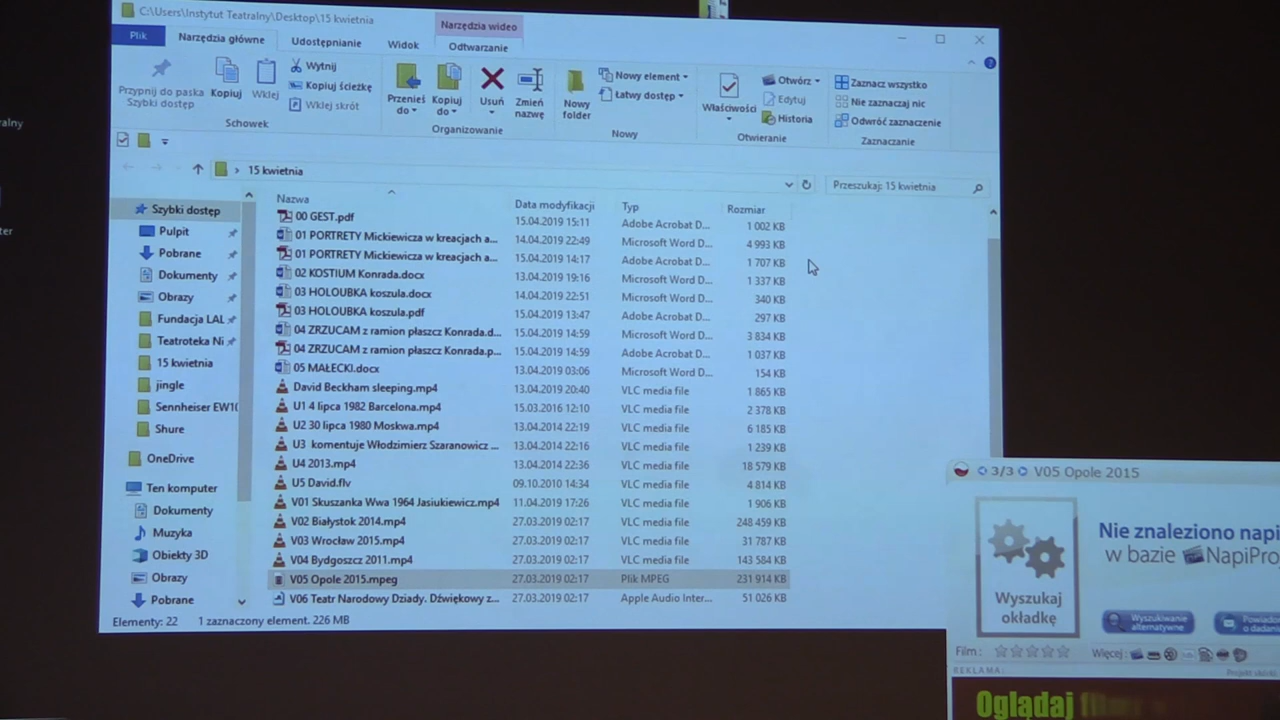 C:\Users\Instytut Teatralny\Desktop\15 kwietnia
Narzędzia wideo
Plik
Narzędzia główne
Udostępnianie
Widok
Odtwarzanie
Przypnij do paska
Szybki dostęp
Kopiuj
Wklej
Wytnij
Kopiuj ścieżkę
Wklej skrót
Schowek
Przenieś
do
Kopiuj
do
Usuń
Zmień
nazwę
Organizowanie
Nowy
folder
Nowy element
Łatwy dostęp
Nowy
Właściwości
Otwórz
Edytuj
Historia
Otwieranie
Zaznacz wszystko
Nie zaznaczaj nic
Odwróć zaznaczenie
Zaznaczanie
15 kwietnia
Przeszukaj: 15 kwietnia
Szybki dostęp
Pulpit
Pobrane
Dokumenty
Obrazy
Fundacja LAL
Teatroteka Ni
15 kwietnia
jingle
Sennheiser EW10
Shure
OneDrive
Ten komputer
Dokumenty
Muzyka
Obiekty 3D
Obrazy
Pobrane
Nazwa Data modyfikacji Typ Rozmiar
00 GEST.pdf 15.04.2019 15:11 Adobe Acrobat D... 1 002 KB
01 PORTRETY Mickiewicza w kreacjach a... 14.04.2019 22:49 Microsoft Word D... 4 993 KB
01 PORTRETY Mickiewicza w kreacjach a... 15.04.2019 14:17 Adobe Acrobat D... 1 707 KB
02 KOSTIUM Konrada.docx 13.04.2019 19:16 Microsoft Word D... 1 337 KB
03 HOLOUBKA koszula.docx 14.04.2019 22:51 Microsoft Word D... 340 KB
03 HOLOUBKA koszula.pdf 15.04.2019 13:47 Adobe Acrobat D... 297 KB
04 ZRZUCAM z ramion płaszcz Konrada.d... 15.04.2019 14:59 Microsoft Word D... 3 834 KB
04 ZRZUCAM z ramion płaszcz Konrada.p... 15.04.2019 14:59 Adobe Acrobat D... 1 037 KB
05 MAŁECKI.docx 13.04.2019 03:06 Microsoft Word D... 154 KB
David Beckham sleeping.mp4 13.04.2019 20:40 VLC media file 1 865 KB
U1 4 lipca 1982 Barcelona.mp4 15.03.2016 12:10 VLC media file 2 378 KB
U2 30 lipca 1980 Moskwa.mp4 13.04.2014 22:19 VLC media file 6 185 KB
U3 komentuje Włodzimierz Szaranowicz ... 13.04.2014 22:16 VLC media file 1 239 KB
U4 2013.mp4 13.04.2014 22:36 VLC media file 18 579 KB
U5 David.flv 09.10.2010 14:34 VLC media file 4 814 KB
V01 Skuszanka Wwa 1964 Jasiukiewicz.mp4 11.04.2019 17:26 VLC media file 1 906 KB
V02 Białystok 2014.mp4 27.03.2019 02:17 VLC media file 248 459 KB
V03 Wrocław 2015.mp4 27.03.2019 02:17 VLC media file 31 787 KB
V04 Bydgoszc 2011.mp4 27.03.2019 02:17 VLC media file 143 584 KB
V05 Opole 2015.mpeg 27.03.2019 02:17 Plik MPEG 231 914 KB
V06 Teatr Narodowy Dziady. Dźwiękowy z... 27.03.2019 02:17 Apple Audio Inter... 51 026 KB
Elementy: 22 1 zaznaczony element. 226 MB
3/3 V05 Opole 2015
Wyszukaj
okładkę
Nie znaleziono napi
w bazie NapiProj
Wyszukiwanie
alternatywne
Powiadom
o dodani
Film:
Więcej:
REKLAMA:
Oglądaj
ralny
ter